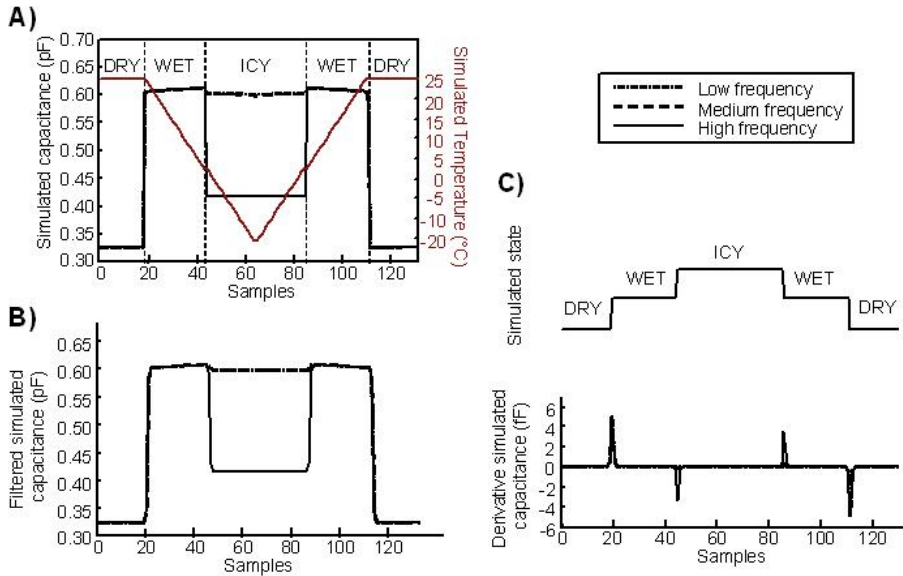 A)
Simulated capacitance (pF)
0.70
0.65
0.60
0.55
0.50
0.45
0.40
0.35
0.30
DRY
WET
ICY
WET
DRY
25
20
15
10
5
0
-5
-10
-15
-20
Simulated Temperature (°C)
0
20
40
60
80
100
120
Samples
Low frequency
Medium frequency
High frequency
B)
Filtered simulated
capacitance (pF)
0.65
0.60
0.55
0.50
0.45
0.40
0.35
0.30
0
20
40
60
80
100
120
Samples
C)
Simulated state
DRY
WET
ICY
WET
DRY
Derivative simulated
capacitance (fF)
6
4
2
0
-2
-4
-6
0
20
40
60
80
100
120
Samples